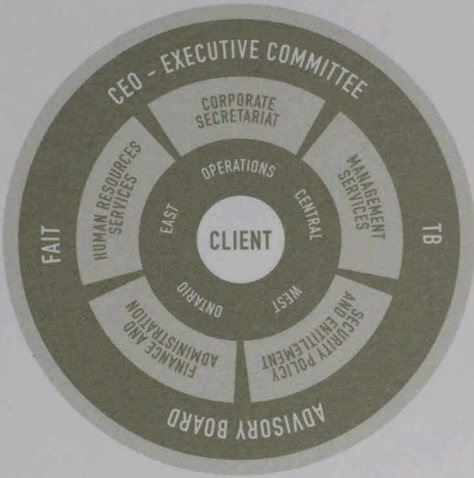 CEO - EXECUTIVE COMMITTEE
CORPORATE
SECRETARIAT
HUMAN RESOURCES
SERVICES
MANAGEMENT
SERVICES
OPERATIONS
EAST
CENTRAL
CLIENT
FAIT
TB
ONTARIO
WEST
FINANCE AND
ADMINISTRATION
SECURITY POLICY
AND ENTITLEMENT
ADVISORY BOARD